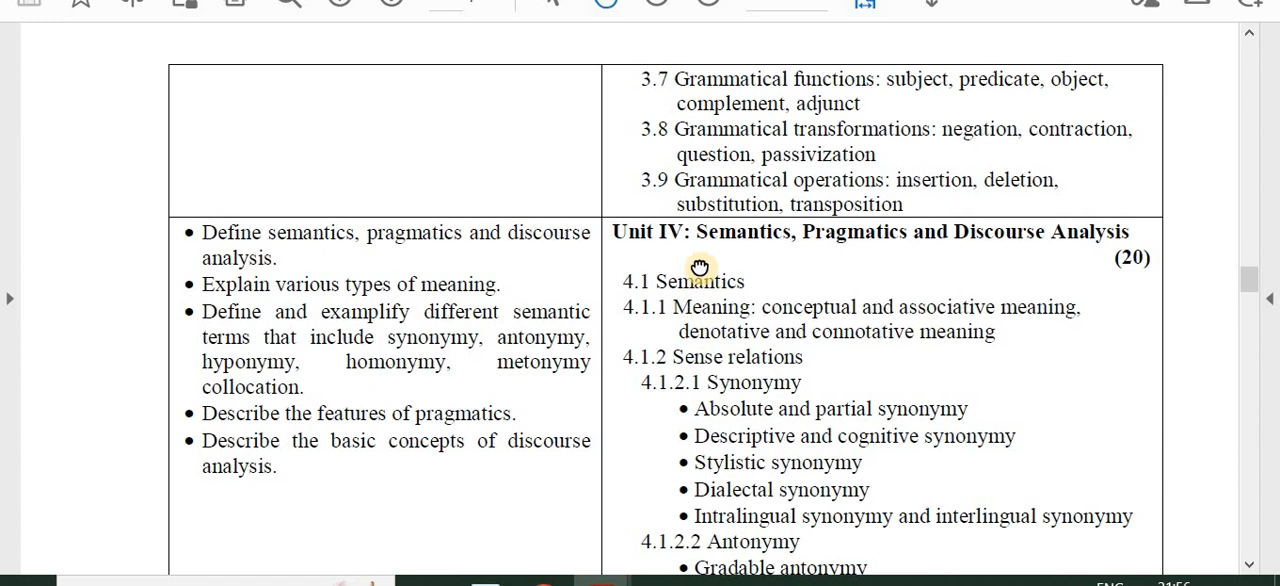 3.7 Grammatical functions: subject, predicate, object,
complement, adjunct
3.8 Grammatical transformations: negation, contraction,
question, passivization
3.9 Grammatical operations: insertion, deletion,
substitution, transposition
• Define semantics, pragmatics and discourse
analysis.
• Explain various types of meaning.
• Define and examplify different semantic
terms that include synonymy, antonymy,
hyponymy, homonymy, metonymy
collocation.
• Describe the features of pragmatics.
• Describe the basic concepts of discourse
analysis.
Unit IV: Semantics, Pragmatics and Discourse Analysis
(20)
4.1 Semantics
4.1.1 Meaning: conceptual and associative meaning,
denotative and connotative meaning
4.1.2 Sense relations
4.1.2.1 Synonymy
• Absolute and partial synonymy
• Descriptive and cognitive synonymy
• Stylistic synonymy
• Dialectal synonymy
• Intralingual synonymy and interlingual synonymy
4.1.2.2 Antonymy
• Gradable antonymy